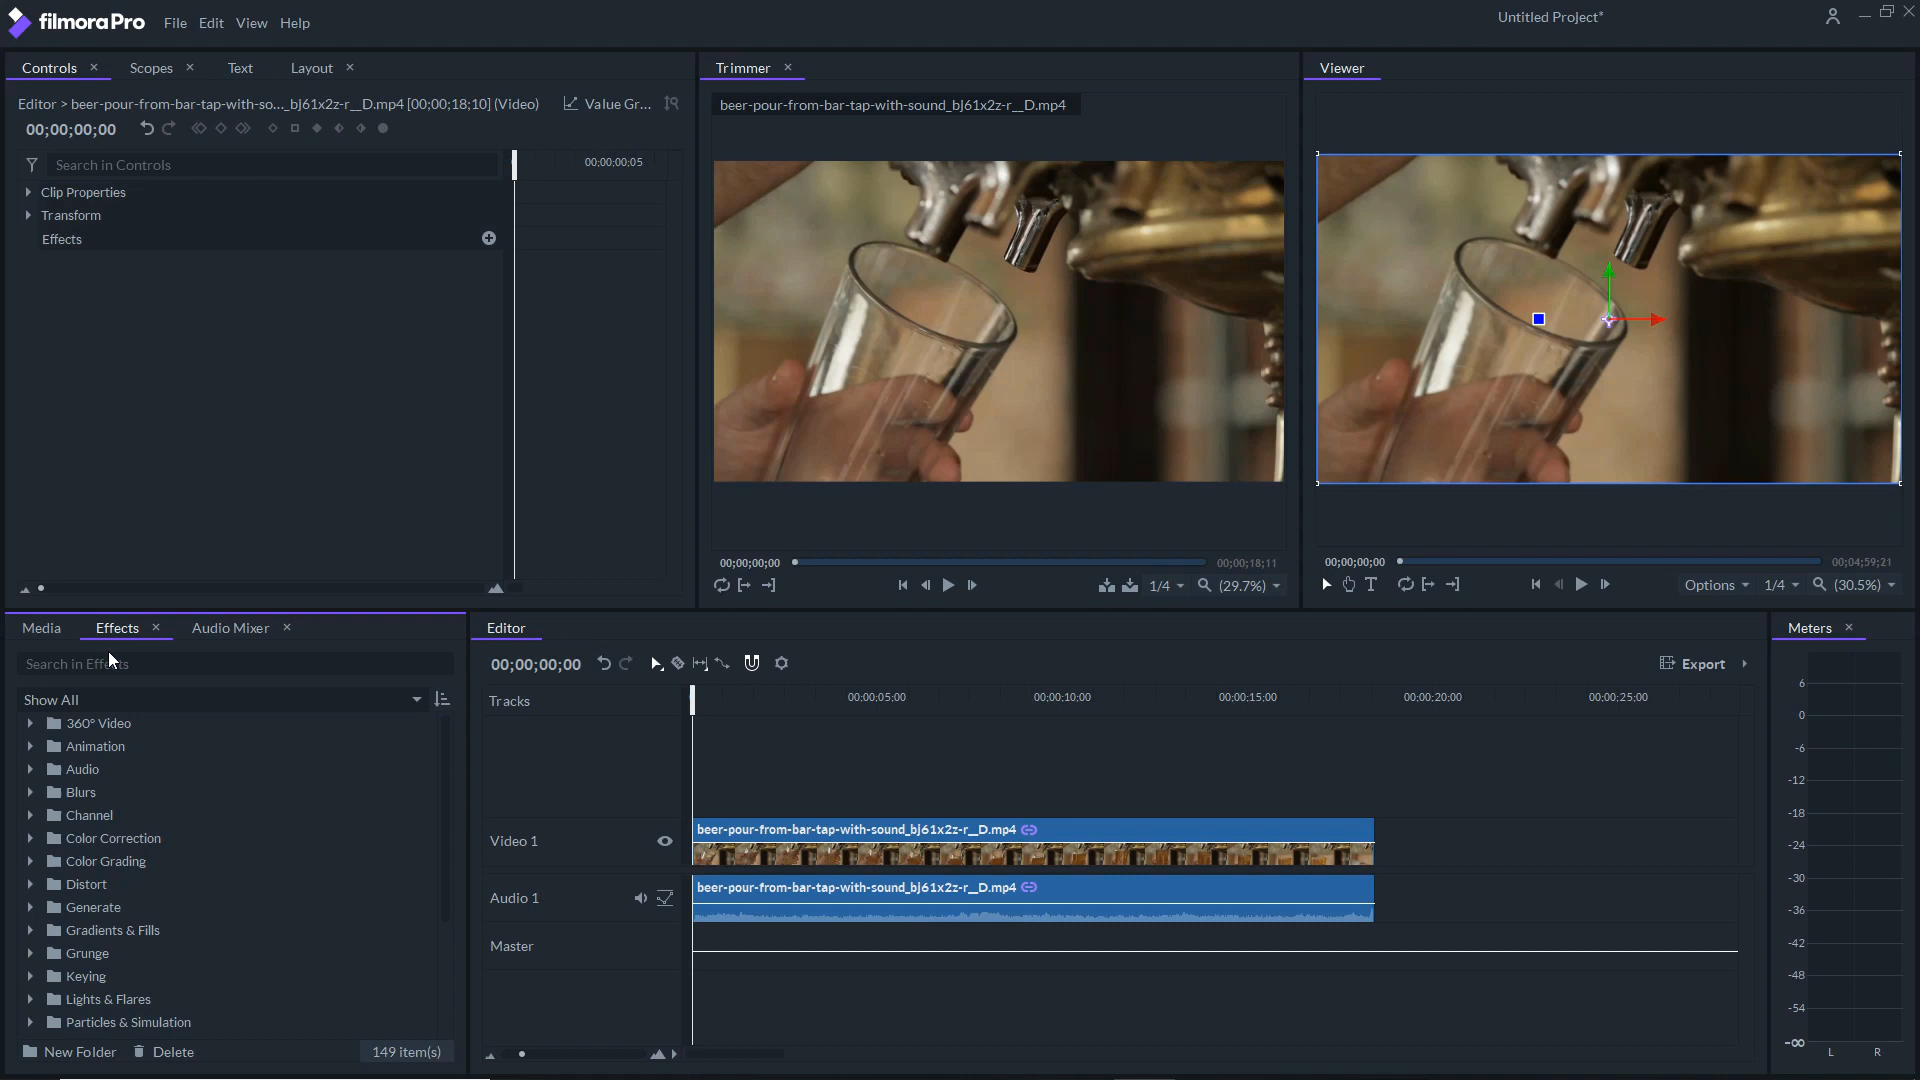 filmoraPro File Edit View Help
Untitled Project*
Controls Scopes Text Layout
Editor > beer-pour-from-bar-tap-with-so..._bJ61x2z-r__D.mp4 [00;00;18;10] (Video) Value Gr...
00;00;00;00
Search in Controls
00;00;00;05
Clip Properties
Transform
Effects
Trimmer
beer-pour-from-bar-tap-with-sound_bJ61x2z-r__D.mp4
00;00;00;00
00;00;18;11
1/4 (29.7%)
Viewer
00;00;00;00
00;04;59;21
Options 1/4 (30.5%)
Media Effects Audio Mixer
Search in Effects
Show All
360° Video
Animation
Audio
Blurs
Channel
Color Correction
Color Grading
Distort
Generate
Gradients & Fills
Grunge
Keying
Lights & Flares
Particles & Simulation
New Folder Delete 149 item(s)
Editor
00;00;00;00
Export
Tracks
00;00;05;00 00;00;10;00 00;00;15;00 00;00;20;00 00;00;25;00
Video 1
beer-pour-from-bar-tap-with-sound_bJ61x2z-r__D.mp4
Audio 1
beer-pour-from-bar-tap-with-sound_bJ61x2z-r__D.mp4
Master
Meters
6
0
-6
-12
-18
-24
-30
-36
-42
-48
-54
-∞
L R